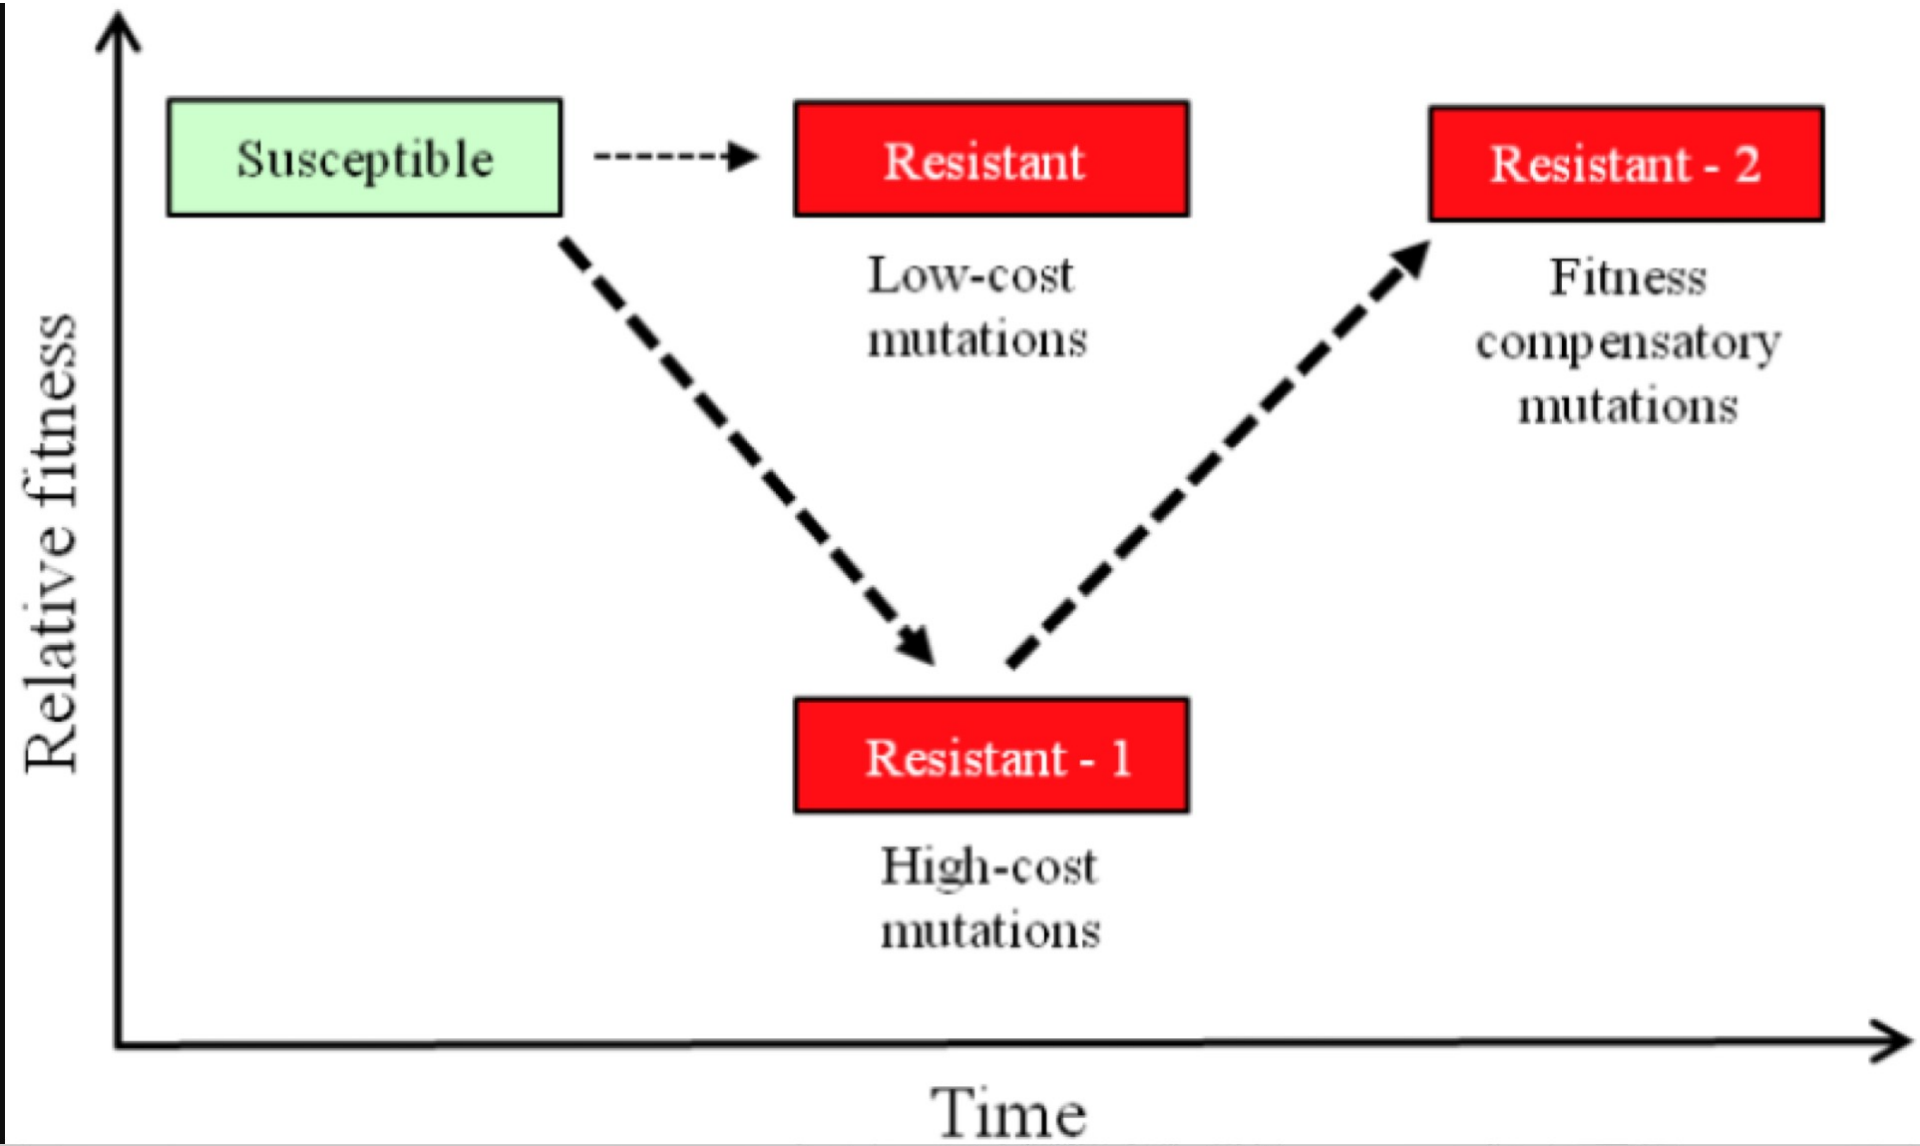 Susceptible
Resistant
Resistant - 2
Low-cost
mutations
Fitness
compensatory
mutations
Relative fitness
Resistant - 1
High-cost
mutations
Time